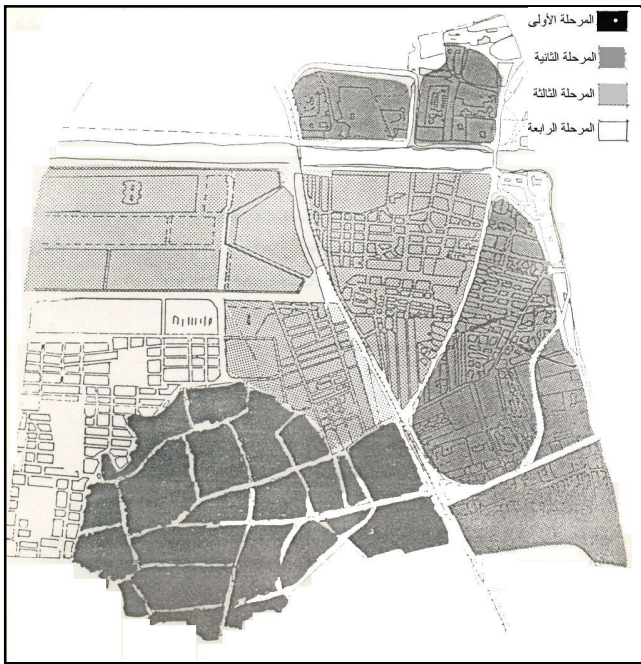 المرحلة الأولى
المرحلة الثانية
المرحلة الثالثة
المرحلة الرابعة